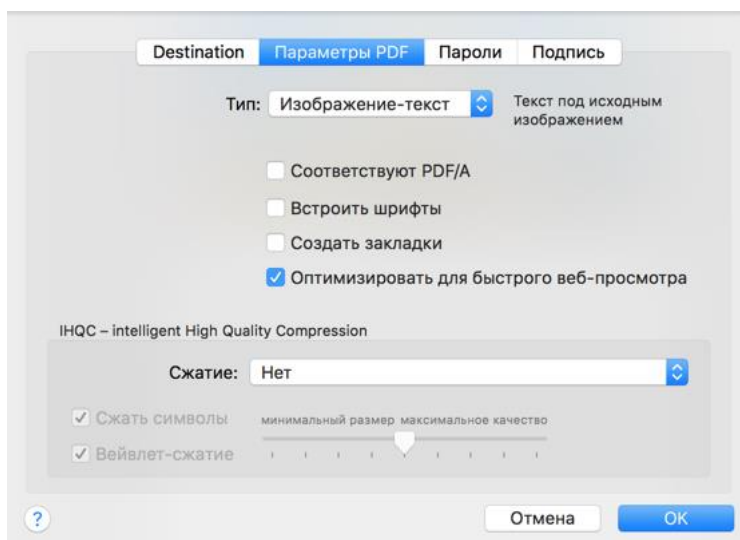 Destination Параметры PDF Пароли Подпись
Тип: Изображение-текст Текст под исходным
изображением
Соответствуют PDF/A
Встроить шрифты
Создать закладки
Оптимизировать для быстрого веб-просмотра
IHQC – intelligent High Quality Compression
Сжатие: Нет
Сжать символы минимальный размер максимальное качество
Вейвлет-сжатие
? Отмена OK